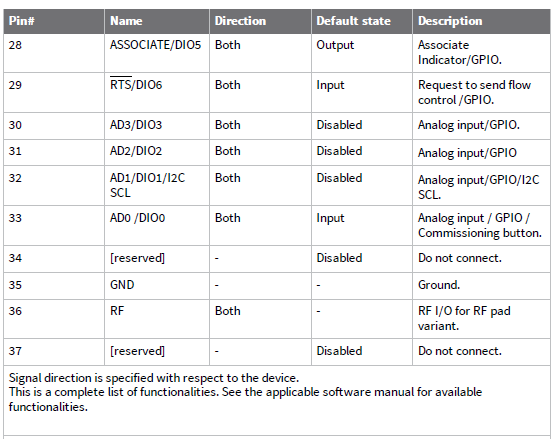 Pin# Name Direction Default state Description
28 ASSOCIATE/DIO5 Both Output Associate
Indicator/GPIO.
29 R̅T̅S̅/DIO6 Both Input Request to send flow
control /GPIO.
30 AD3/DIO3 Both Disabled Analog input/GPIO.
31 AD2/DIO2 Both Disabled Analog input/GPIO
32 AD1/DIO1/I2C Both Disabled Analog input/GPIO/I2C
SCL SCL.
33 AD0 /DIO0 Both Input Analog input / GPIO /
Commissioning button.
34 [reserved] - Disabled Do not connect.
35 GND - - Ground.
36 RF Both - RF I/O for RF pad
variant.
37 [reserved] - Disabled Do not connect.
Signal direction is specified with respect to the device.
This is a complete list of functionalities. See the applicable software manual for available
functionalities.